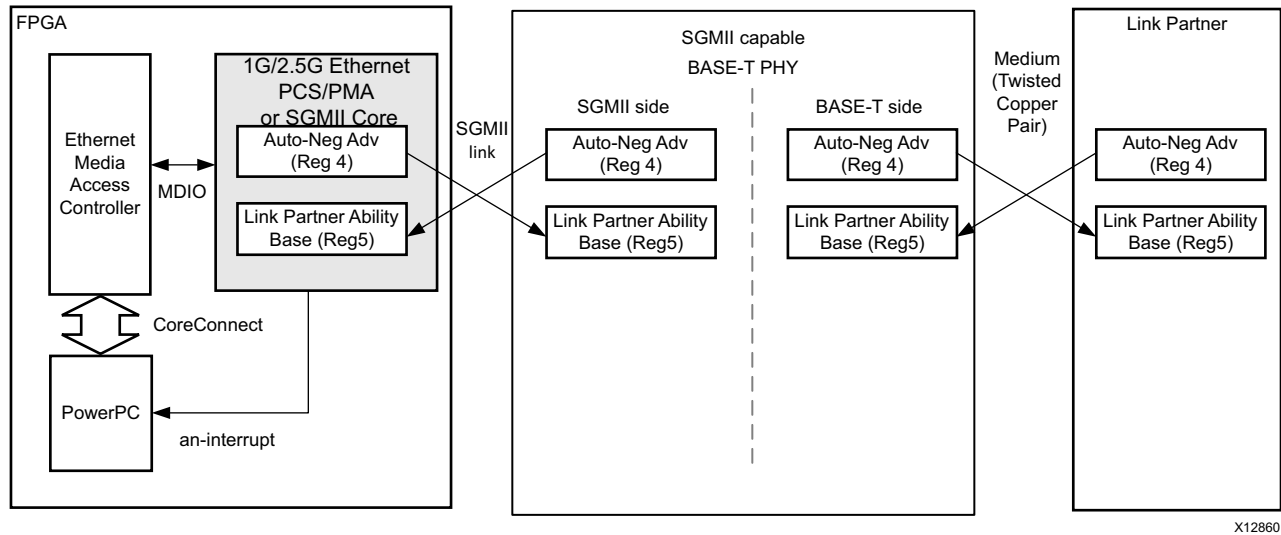 FPGA
Ethernet
Media
Access
Controller
MDIO
1G/2.5G Ethernet
PCS/PMA
or SGMII Core
Auto-Neg Adv
(Reg 4)
Link Partner Ability
Base (Reg5)
CoreConnect
PowerPC
an-interrupt
SGMII
link
SGMII capable
BASE-T PHY
SGMII side
Auto-Neg Adv
(Reg 4)
Link Partner Ability
Base (Reg5)
BASE-T side
Auto-Neg Adv
(Reg 4)
Link Partner Ability
Base (Reg5)
Medium
(Twisted
Copper
Pair)
Link Partner
Auto-Neg Adv
(Reg 4)
Link Partner Ability
Base (Reg5)
X12860